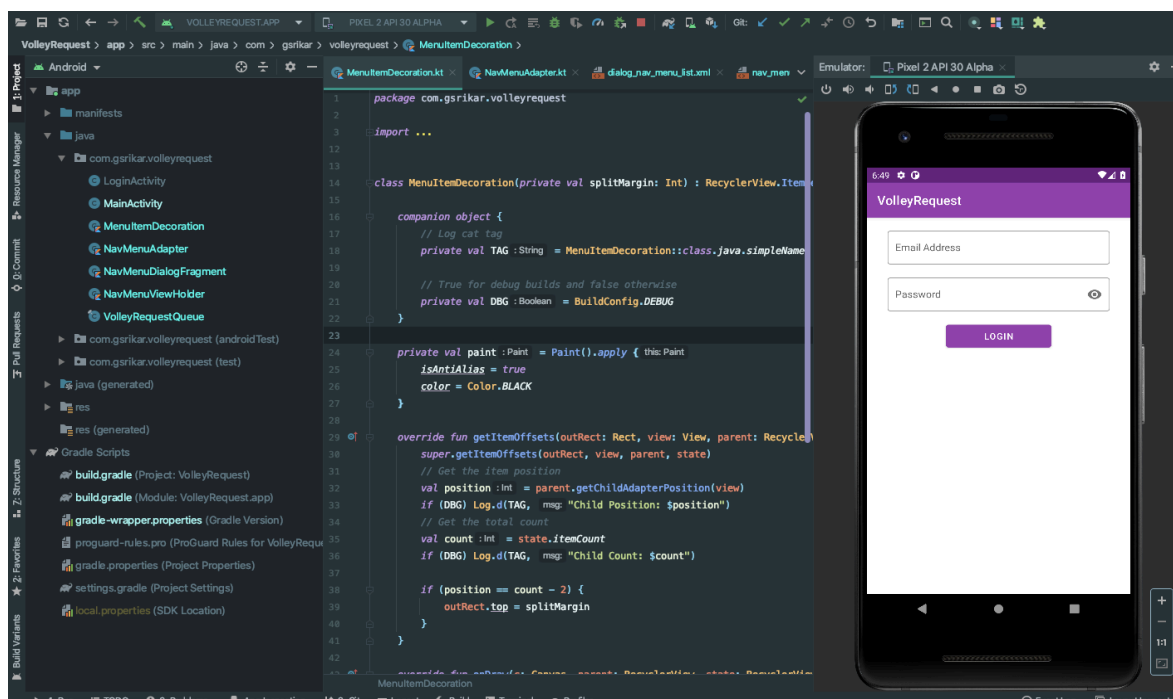 VOLLEYREQUEST.APP
PIXEL 2 API 30 ALPHA
Git:
VolleyRequest > app > src > main > java > com > gsrikar > volleyrequest > MenuItemDecoration
1: Project
Resource Manager
0: Commit
Pull Requests
7: Structure
2: Favorites
Build Variants
Android
app
manifests
java
com.gsrikar.volleyrequest
LoginActivity
MainActivity
MenuItemDecoration
NavMenuAdapter
NavMenuDialogFragment
NavMenuViewHolder
VolleyRequestQueue
com.gsrikar.volleyrequest (androidTest)
com.gsrikar.volleyrequest (test)
java (generated)
res
res (generated)
Gradle Scripts
build.gradle (Project: VolleyRequest)
build.gradle (Module: VolleyRequest.app)
gradle-wrapper.properties (Gradle Version)
proguard-rules.pro (ProGuard Rules for VolleyReque
gradle.properties (Project Properties)
settings.gradle (Project Settings)
local.properties (SDK Location)
MenuItemDecoration.kt
NavMenuAdapter.kt
dialog_nav_menu_list.xml
nav_men
1 package com.gsrikar.volleyrequest
2
3 import ...
12
13
14 class MenuItemDecoration(private val splitMargin: Int) : RecyclerView.Item
15
16 companion object {
17 // Log cat tag
18 private val TAG : String = MenuItemDecoration::class.java.simpleName
19
20 // True for debug builds and false otherwise
21 private val DBG : Boolean = BuildConfig.DEBUG
22 }
23
24 private val paint : Paint = Paint().apply { this: Paint
25 isAntiAlias = true
26 color = Color.BLACK
27 }
28
29 override fun getItemOffsets(outRect: Rect, view: View, parent: RecyclerV
30 super.getItemOffsets(outRect, view, parent, state)
31 // Get the item position
32 val position : Int = parent.getChildAdapterPosition(view)
33 if (DBG) Log.d(TAG, msg: "Child Position: $position")
34 // Get the total count
35 val count : Int = state.itemCount
36 if (DBG) Log.d(TAG, msg: "Child Count: $count")
37
38 if (position == count - 2) {
39 outRect.top = splitMargin
40 }
41 }
42
MenuItemDecoration
Emulator: Pixel 2 API 30 Alpha
6:49
VolleyRequest
Email Address
Password
LOGIN
1:1